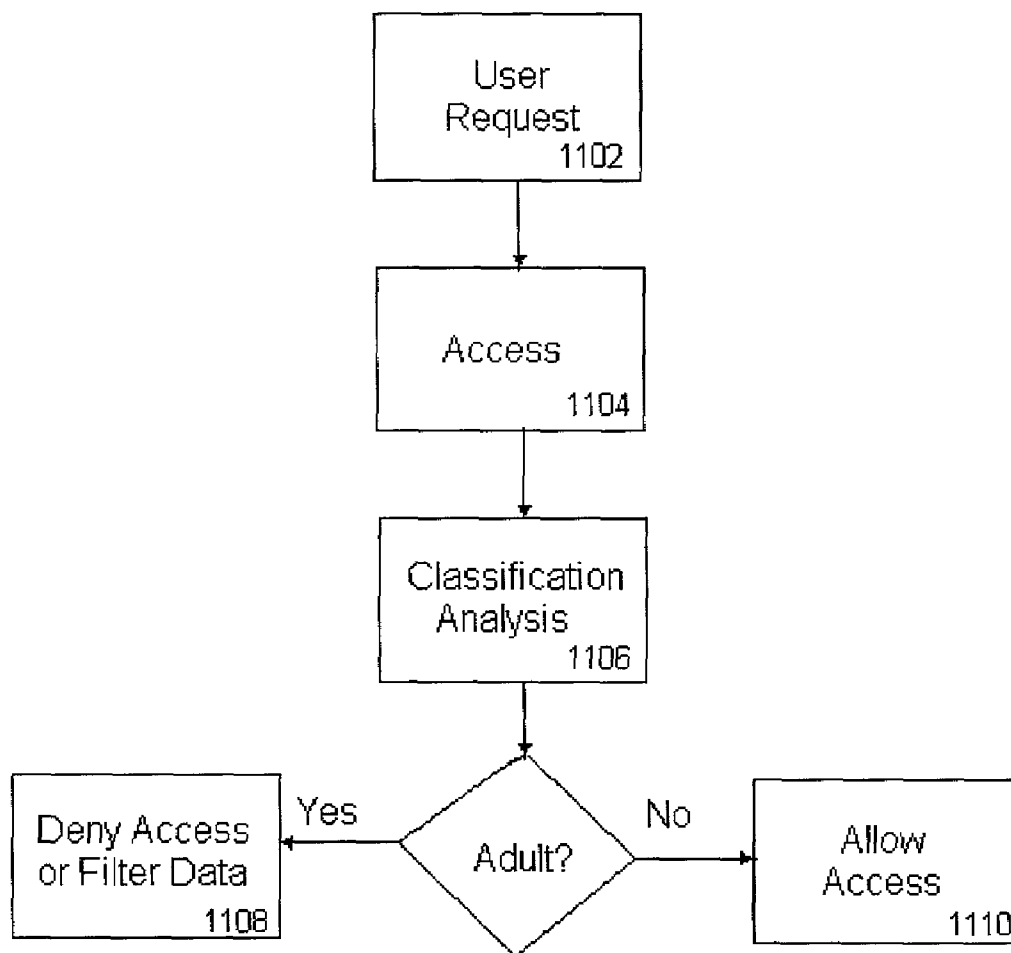 User
Request
1102
Access
1104
Classification
Analysis
1106
Yes
No
Deny Access
or Filter Data
1108
Adult?
Allow
Access
1110